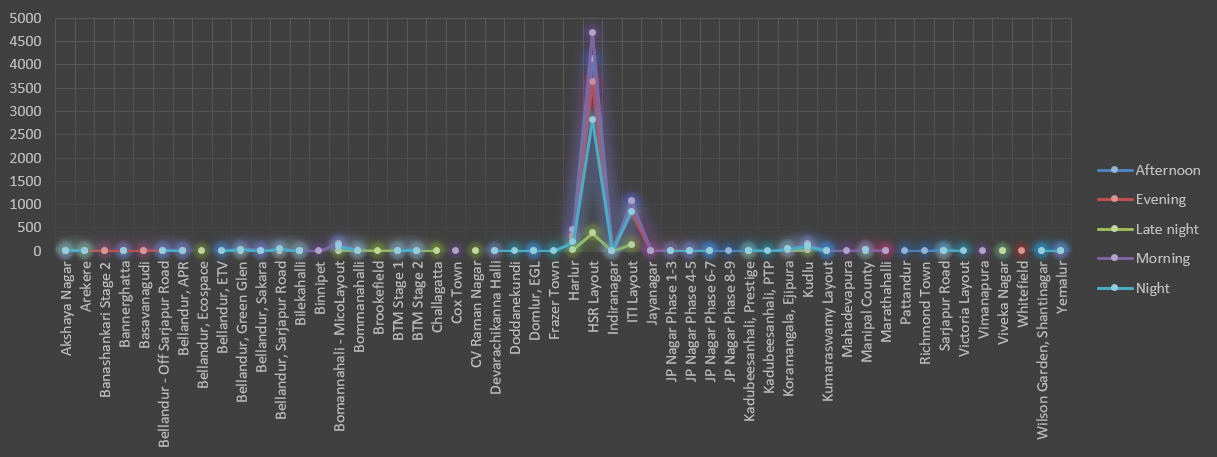 5000
4500
4000
3500
3000
2500
2000
1500
1000
500
0
Akshaya Nagar
Arekere
Banashankari Stage 2
Bannerghatta
Basavanagudi
Bellandur - Off Sarjapur Road
Bellandur, APR
Bellandur, Ecospace
Bellandur, ETV
Bellandur, Green Glen
Bellandur, Sakara
Bellandur, Sarjapur Road
Bilekahalli
Binnipet
Bomannahali - MicoLayout
Bommanahalli
Brookefield
BTM Stage 1
BTM Stage 2
Challagatta
Cox Town
CV Raman Nagar
Devarachikanna Halli
Doddanekundi
Domlur, EGL
Frazer Town
Harlur
HSR Layout
Indiranagar
ITI Layout
Jayanagar
JP Nagar Phase 1-3
JP Nagar Phase 4-5
JP Nagar Phase 6-7
JP Nagar Phase 8-9
Kadubeesanhali, Prestige
Kadubeesanhali, PTP
Koramangala, Ejipura
Kudlu
Kumaraswamy Layout
Mahadevapura
Manipal County
Marathahalli
Pattandur
Richmond Town
Sarjapur Road
Victoria Layout
Vimanapura
Viveka Nagar
Whitefield
Wilson Garden, Shantinagar
Yemlur
Afternoon
Evening
Late night
Morning
Night